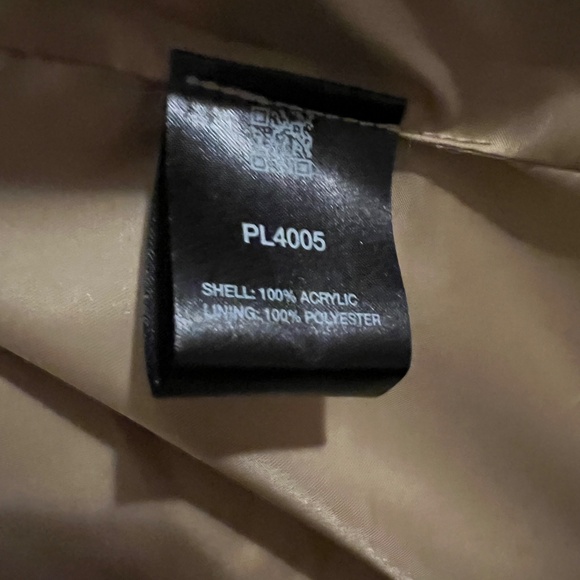 PL4005
SHELL: 100% ACRYLIC
LINING: 100% POLYESTER